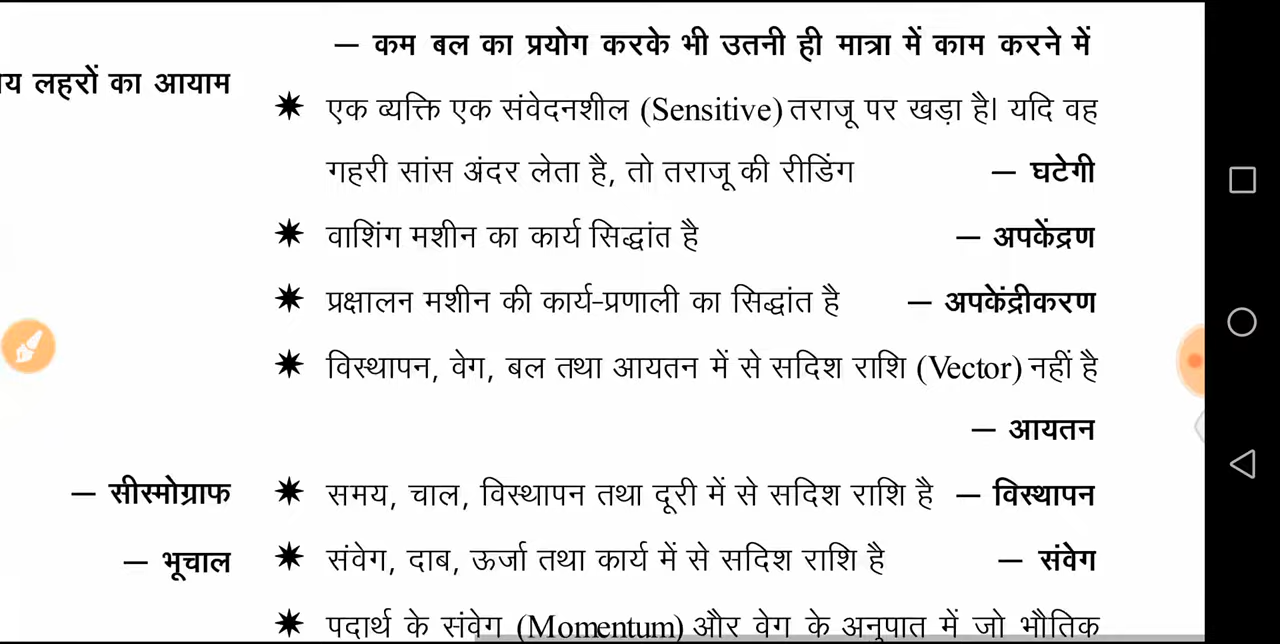 य लहरों का आयाम
— सीस्मोग्राफ
— भूचाल
— कम बल का प्रयोग करके भी उतनी ही मात्रा में काम करने में
✷ एक व्यक्ति एक संवेदनशील (Sensitive) तराजू पर खड़ा है। यदि वह
गहरी सांस अंदर लेता है, तो तराजू की रीडिंग — घटेगी
✷ वाशिंग मशीन का कार्य सिद्धांत है — अपकेंद्रण
✷ प्रक्षालन मशीन की कार्य-प्रणाली का सिद्धांत है — अपकेंद्रीकरण
✷ विस्थापन, वेग, बल तथा आयतन में से सदिश राशि (Vector) नहीं है
— आयतन
✷ समय, चाल, विस्थापन तथा दूरी में से सदिश राशि है — विस्थापन
✷ संवेग, दाब, ऊर्जा तथा कार्य में से सदिश राशि है — संवेग
✷ पदार्थ के संवेग (Momentum) और वेग के अनुपात में जो भौतिक